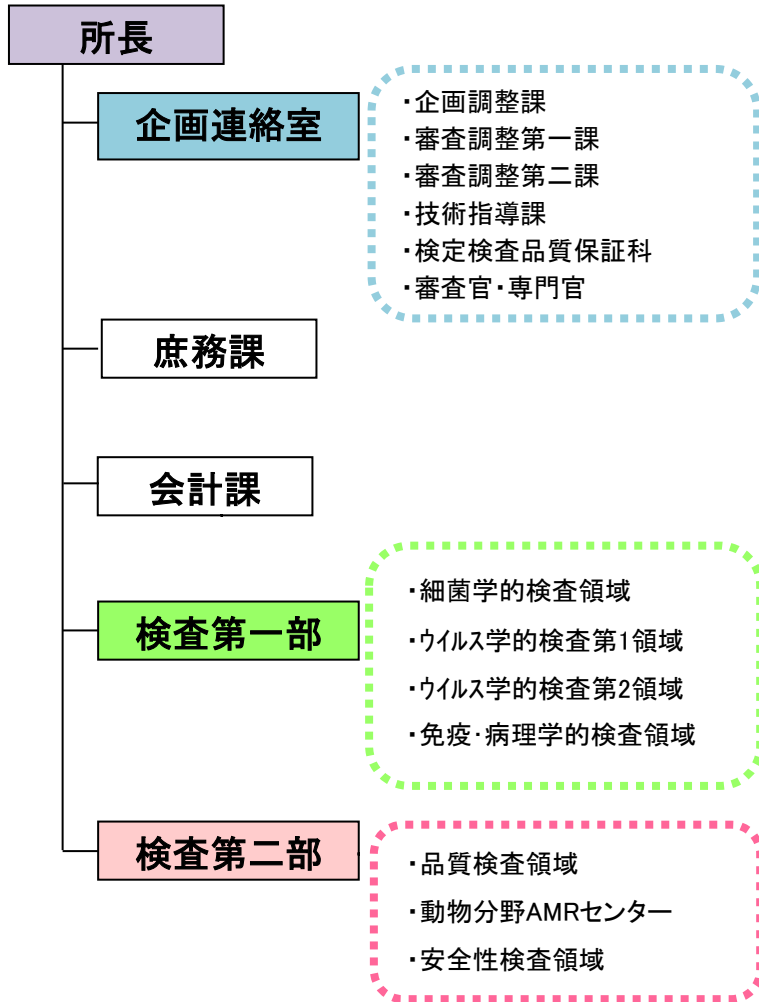 所長
企画連絡室
・企画調整課
・審査調整第一課
・審査調整第二課
・技術指導課
・検定検査品質保証科
・審査官・専門官
庶務課
会計課
検査第一部
・細菌学的検査領域
・ウイルス学的検査第1領域
・ウイルス学的検査第2領域
・免疫・病理学的検査領域
検査第二部
・品質検査領域
・動物分野AMRセンター
・安全性検査領域